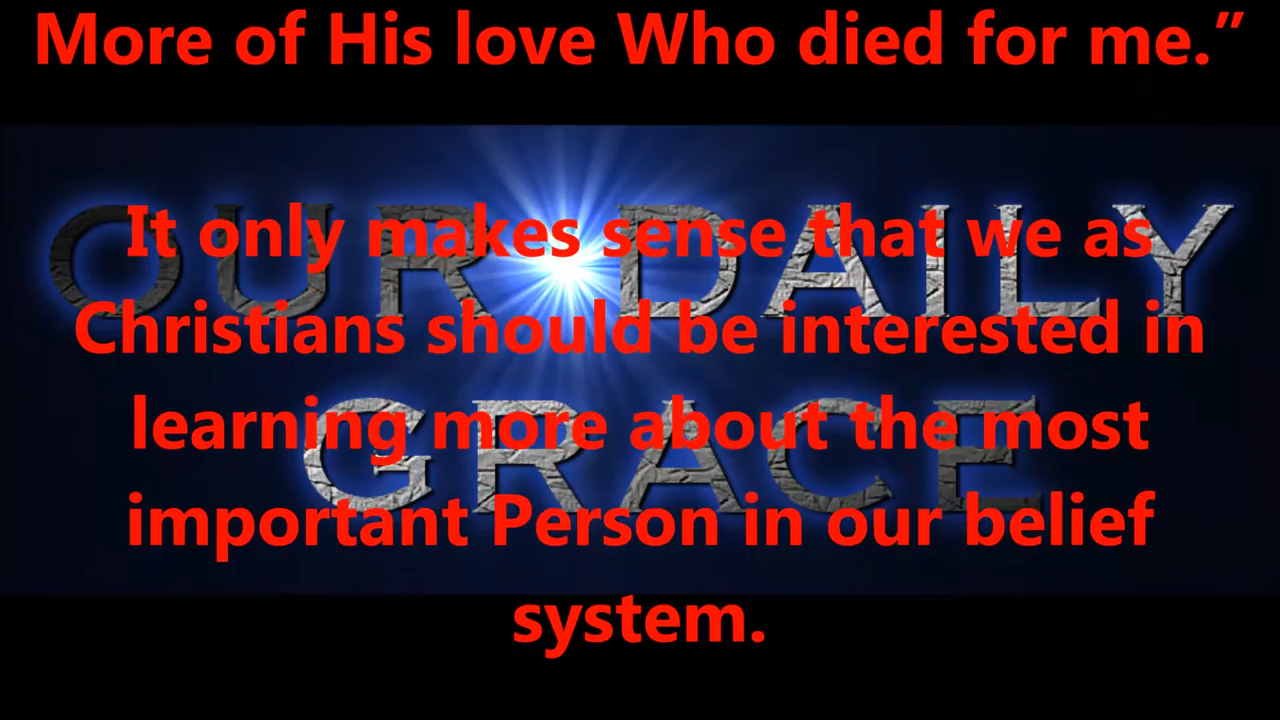 More of His love Who died for me.”
OUR DAILY
GRACE
It only makes sense that we as
Christians should be interested in
learning more about the most
important Person in our belief
system.